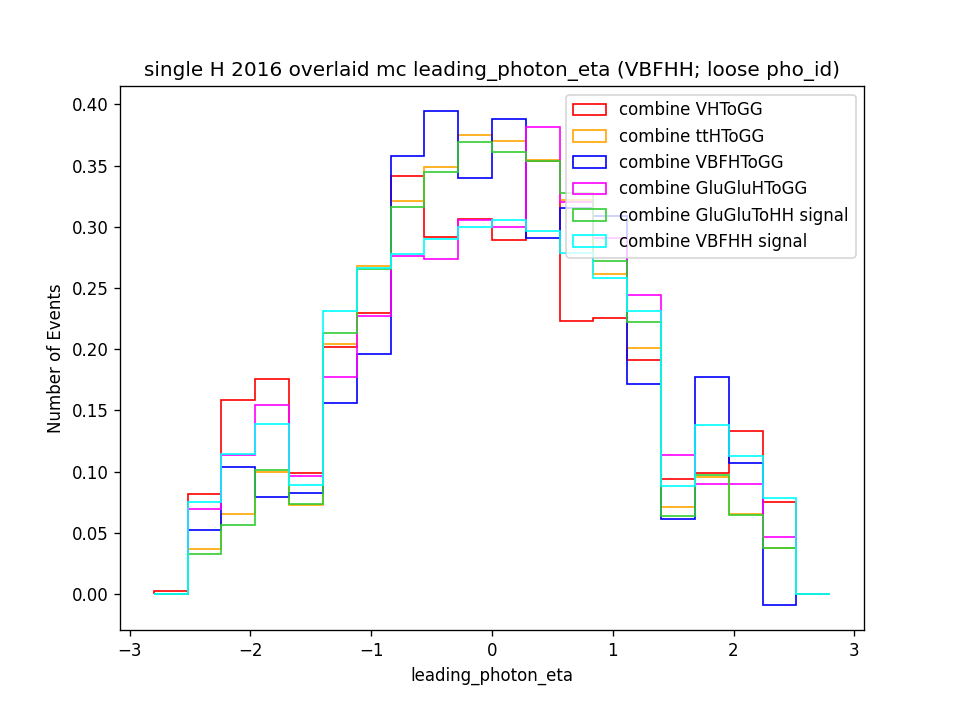 single H 2016 overlaid mc leading_photon_eta (VBFHH; loose pho_id)
combine VHToGG
combine ttHToGG
combine VBFHToGG
combine GluGluHToGG
combine GluGluToHH signal
combine VBFHH signal
0.40
0.35
0.30
0.25
0.20
0.15
0.10
0.05
0.00
Number of Events
−3 −2 −1 0 1 2 3
leading_photon_eta